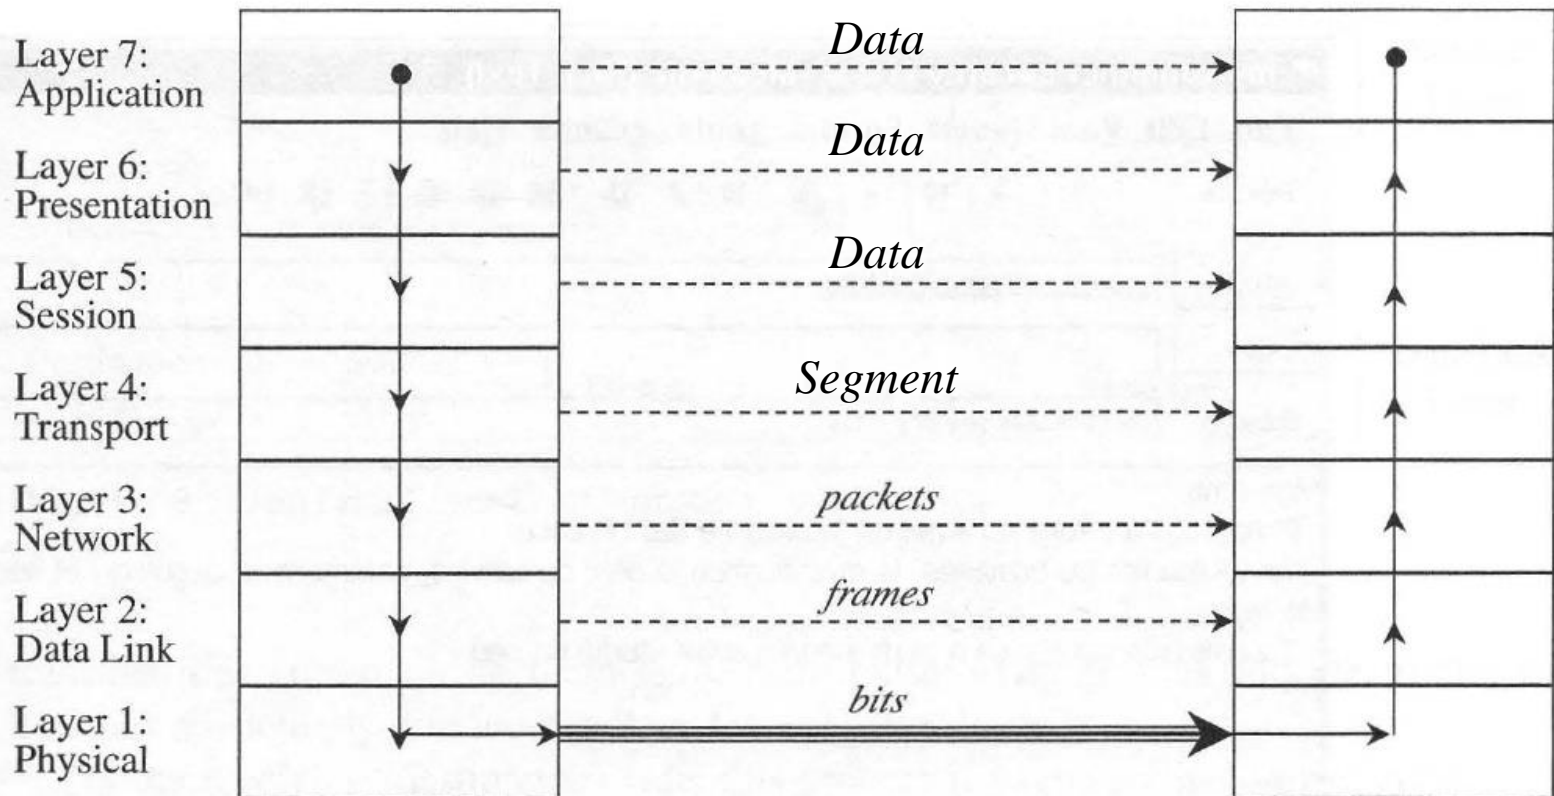 Layer 7:
Application
Data
Layer 6:
Presentation
Data
Layer 5:
Session
Data
Layer 4:
Transport
Segment
Layer 3:
Network
packets
Layer 2:
Data Link
frames
Layer 1:
Physical
bits